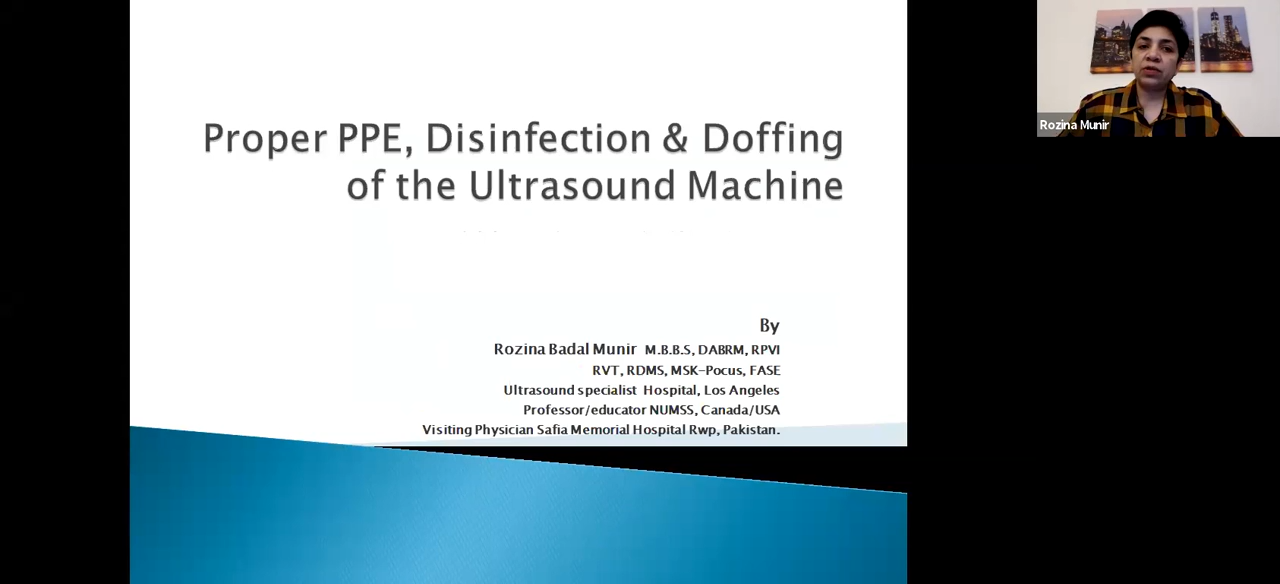 Proper PPE, Disinfection & Doffing
of the Ultrasound Machine
By
Rozina Badal Munir M.B.B.S, DABRM, RPVI
RVT, RDMS, MSK-Pocus, FASE
Ultrasound specialist Hospital, Los Angeles
Professor/educator NUMSS, Canada/USA
Visiting Physician Safia Memorial Hospital Rwp, Pakistan.
Rozina Munir